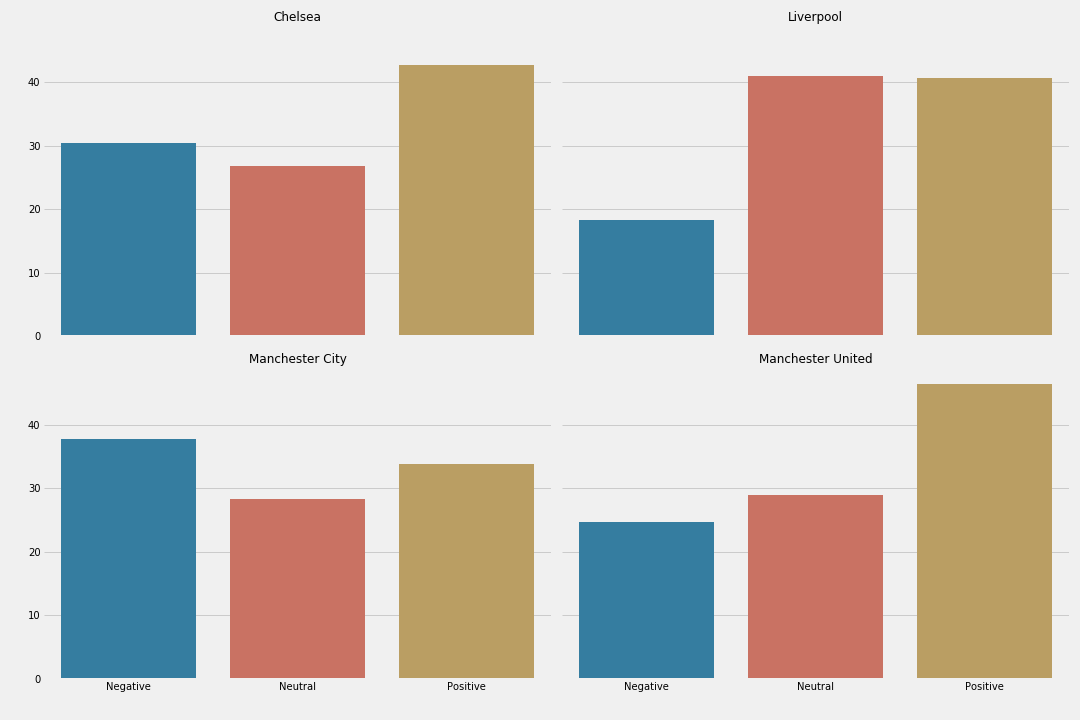 Chelsea
Liverpool
40
30
20
10
0
Manchester City
Manchester United
40
30
20
10
0
Negative Neutral Positive Negative Neutral Positive